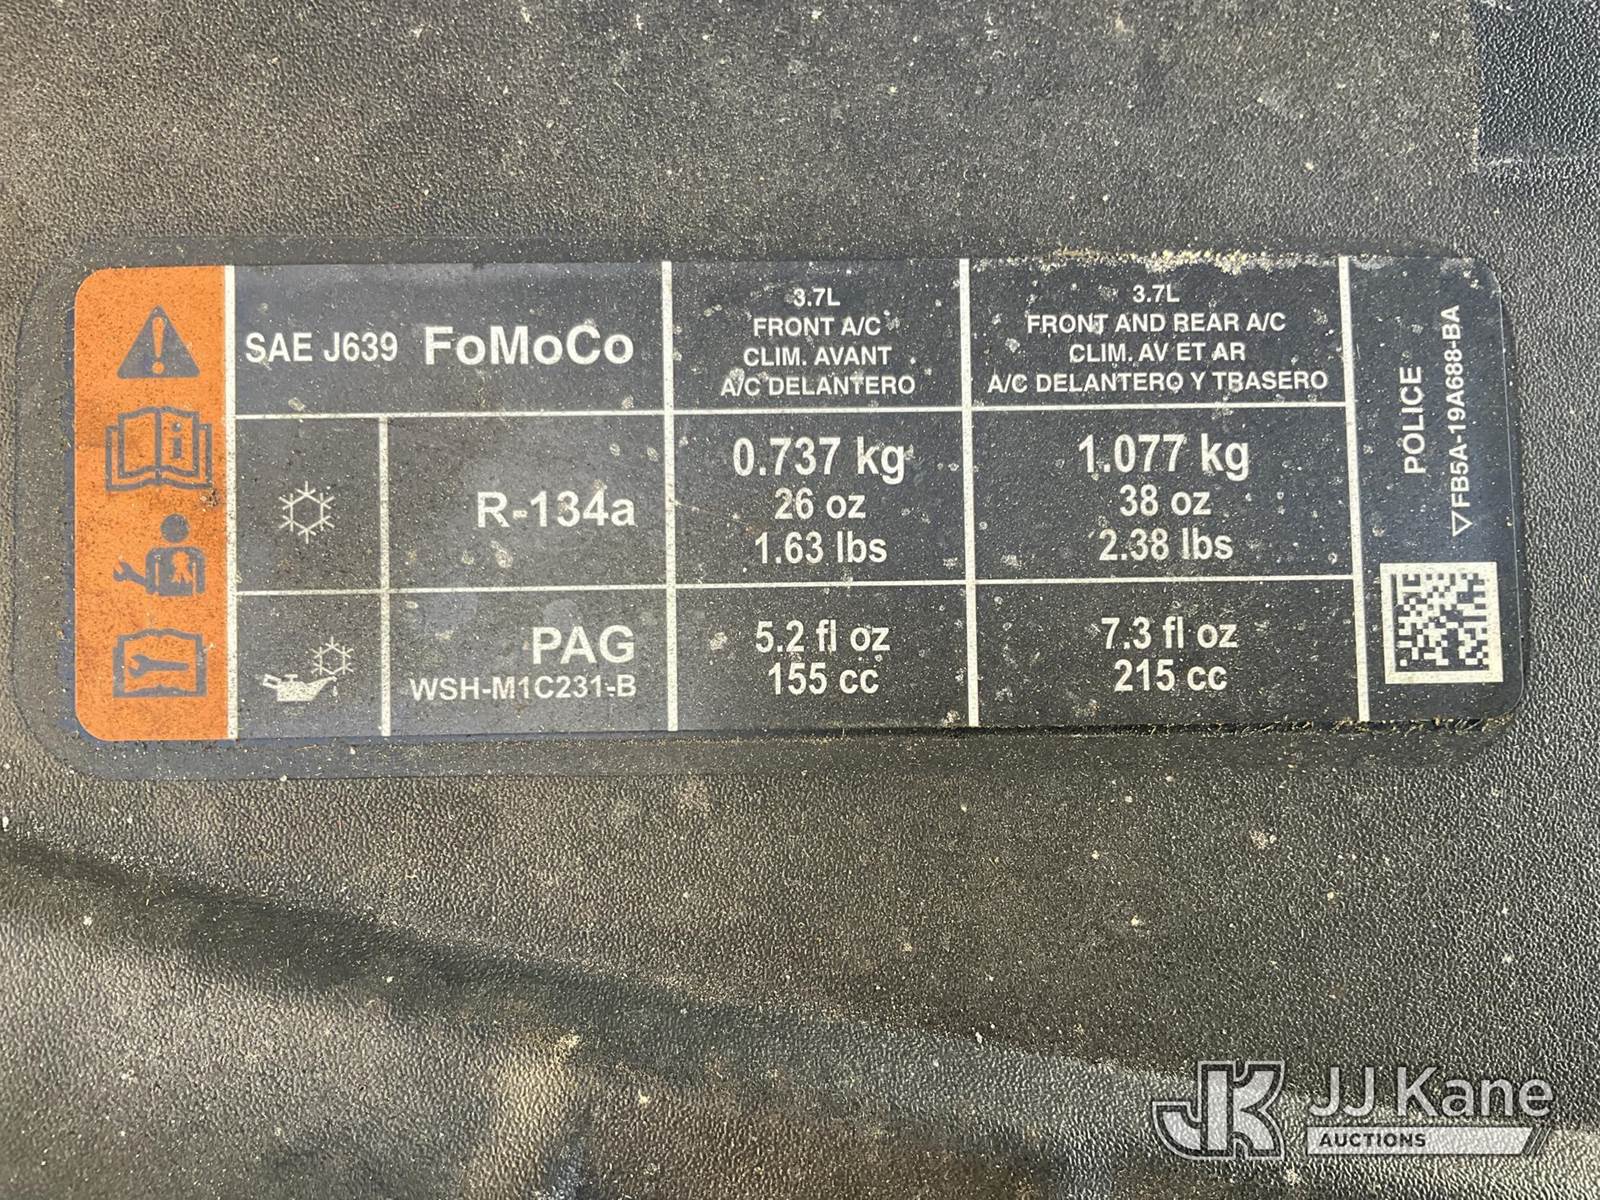 SAE J639 FoMoCo
3.7L
FRONT A/C
CLIM. AVANT
A/C DELANTERO
3.7L
FRONT AND REAR A/C
CLIM. AV ET AR
A/C DELANTERO Y TRASERO
R-134a
0.737 kg
26 oz
1.63 lbs
1.077 kg
38 oz
2.38 lbs
PAG
WSH-M1C231-B
5.2 fl oz
155 cc
7.3 fl oz
215 cc
POLICE
FB5A-19A688-BA
JK JJ Kane
AUCTIONS